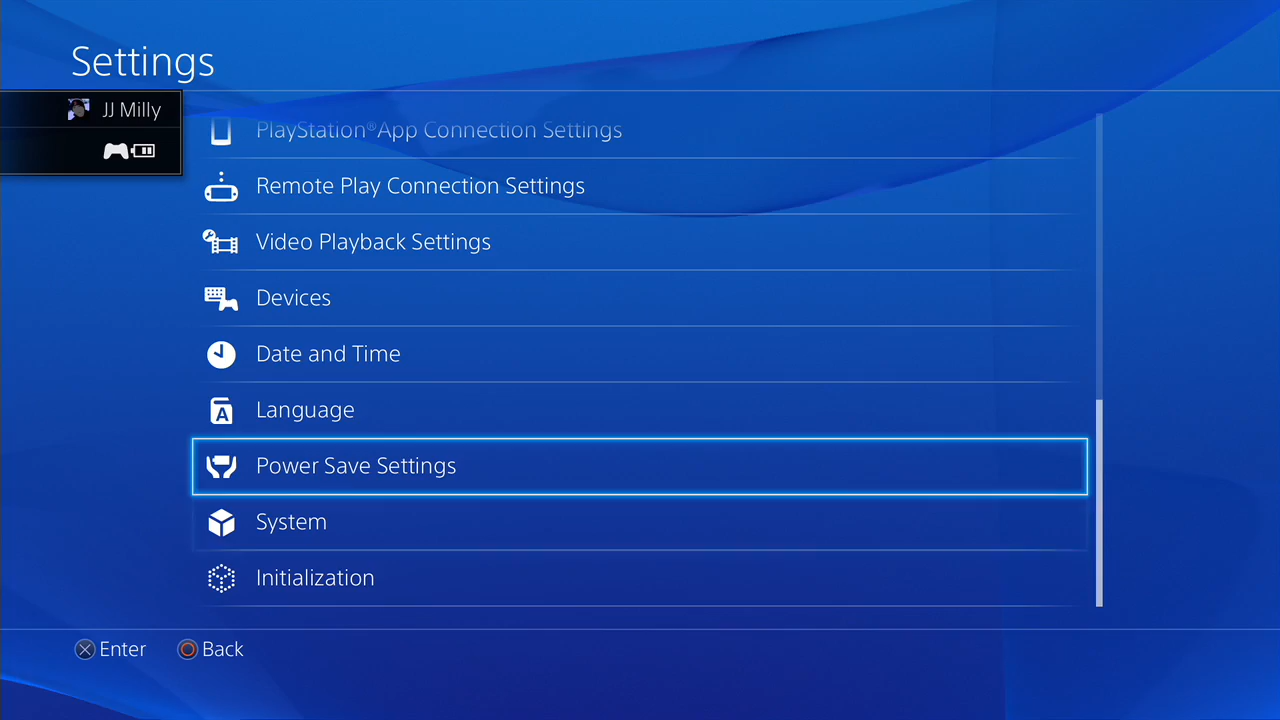 Settings
JJ Milly
PlayStation®App Connection Settings
Remote Play Connection Settings
Video Playback Settings
Devices
Date and Time
Language
Power Save Settings
System
Initialization
Enter Back